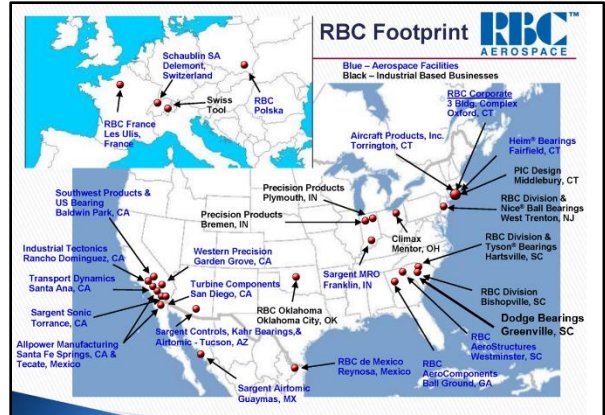 RBC Footprint
RBC™
AEROSPACE
Blue – Aerospace Facilities
Black – Industrial Based Businesses
Schaublin SA
Delemont,
Switzerland
RBC
Polska
Swiss
Tool
RBC France
Les Ulis,
France
RBC Corporate
3 Bldg. Complex
Oxford, CT
Aircraft Products, Inc.
Torrington, CT
Heim® Bearings
Fairfield, CT
PIC Design
Middlebury, CT
RBC Division &
Nice® Ball Bearings
West Trenton, NJ
Southwest Products &
US Bearing
Baldwin Park, CA
Precision Products
Plymouth, IN
Precision Products
Bremen, IN
Climax
Mentor, OH
RBC Division &
Tyson® Bearings
Hartsville, SC
Industrial Tectonics
Rancho Dominguez, CA
Western Precision
Garden Grove, CA
Sargent MRO
Franklin, IN
Transport Dynamics
Santa Ana, CA
Turbine Components
San Diego, CA
RBC Division
Bishopville, SC
Sargent Sonic
Torrance, CA
RBC Oklahoma
Oklahoma City, OK
Dodge Bearings
Greenville, SC
Allpower Manufacturing
Santa Fe Springs, CA &
Tecate, Mexico
Sargent Controls, Kahr Bearings,&
Airtomic - Tucson, AZ
RBC
AeroStructures
Westminster, SC
RBC de Mexico
Reynosa, Mexico
RBC
AeroComponents
Ball Ground, GA
Sargent Airtomic
Guaymas, MX